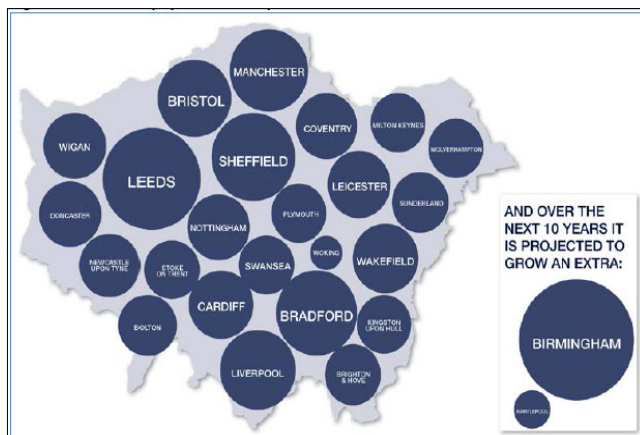 MANCHESTER
BRISTOL
COVENTRY
MILTON KEYNES
WIGAN
SHEFFIELD
WOLVERHAMPTON
LEEDS
LEICESTER
SUNDERLAND
DONCASTER
NOTTINGHAM
PLYMOUTH
NEWCASTLE
UPON TYNE
STOKE
OR TRENT
SWANSEA
WOKING
WAKEFIELD
CARDIFF
BRADFORD
KINGSTON
UPON HULL
BOLTON
LIVERPOOL
BRIGHTON
& HOVE
AND OVER THE
NEXT 10 YEARS IT
IS PROJECTED TO
GROW AN EXTRA:
BIRMINGHAM
HARTLEPOOL